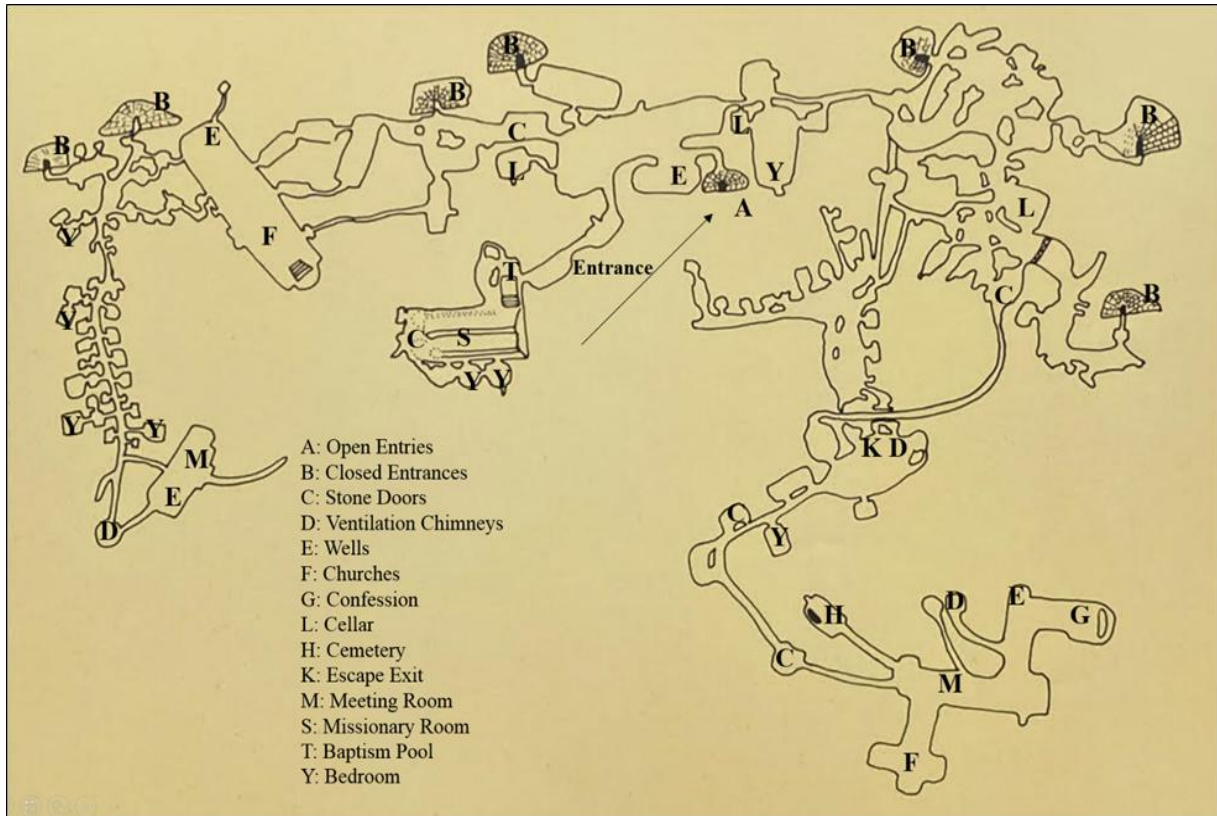 B
B
B
B
B
E
C
L
B
L
E
Y
A
L
Y
F
T
Entrance
C
B
Y
C
S
Y
Y
Y
Y
K D
M
E
D
C
Y
H
D
E
G
C
M
F
A: Open Entries
B: Closed Entrances
C: Stone Doors
D: Ventilation Chimneys
E: Wells
F: Churches
G: Confession
L: Cellar
H: Cemetery
K: Escape Exit
M: Meeting Room
S: Missionary Room
T: Baptism Pool
Y: Bedroom